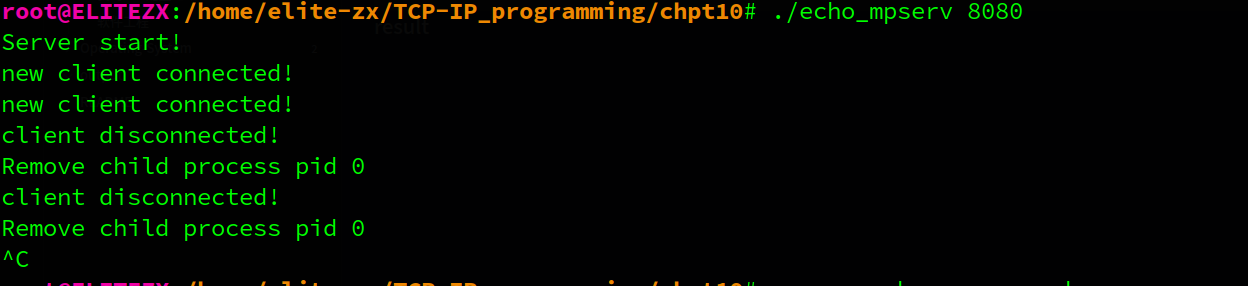 root@ELITEZX:/home/elite-zx/TCP-IP_programming/chpt10# ./echo_mpserv 8080
Server start!
new client connected!
new client connected!
client disconnected!
Remove child process pid 0
client disconnected!
Remove child process pid 0
^C